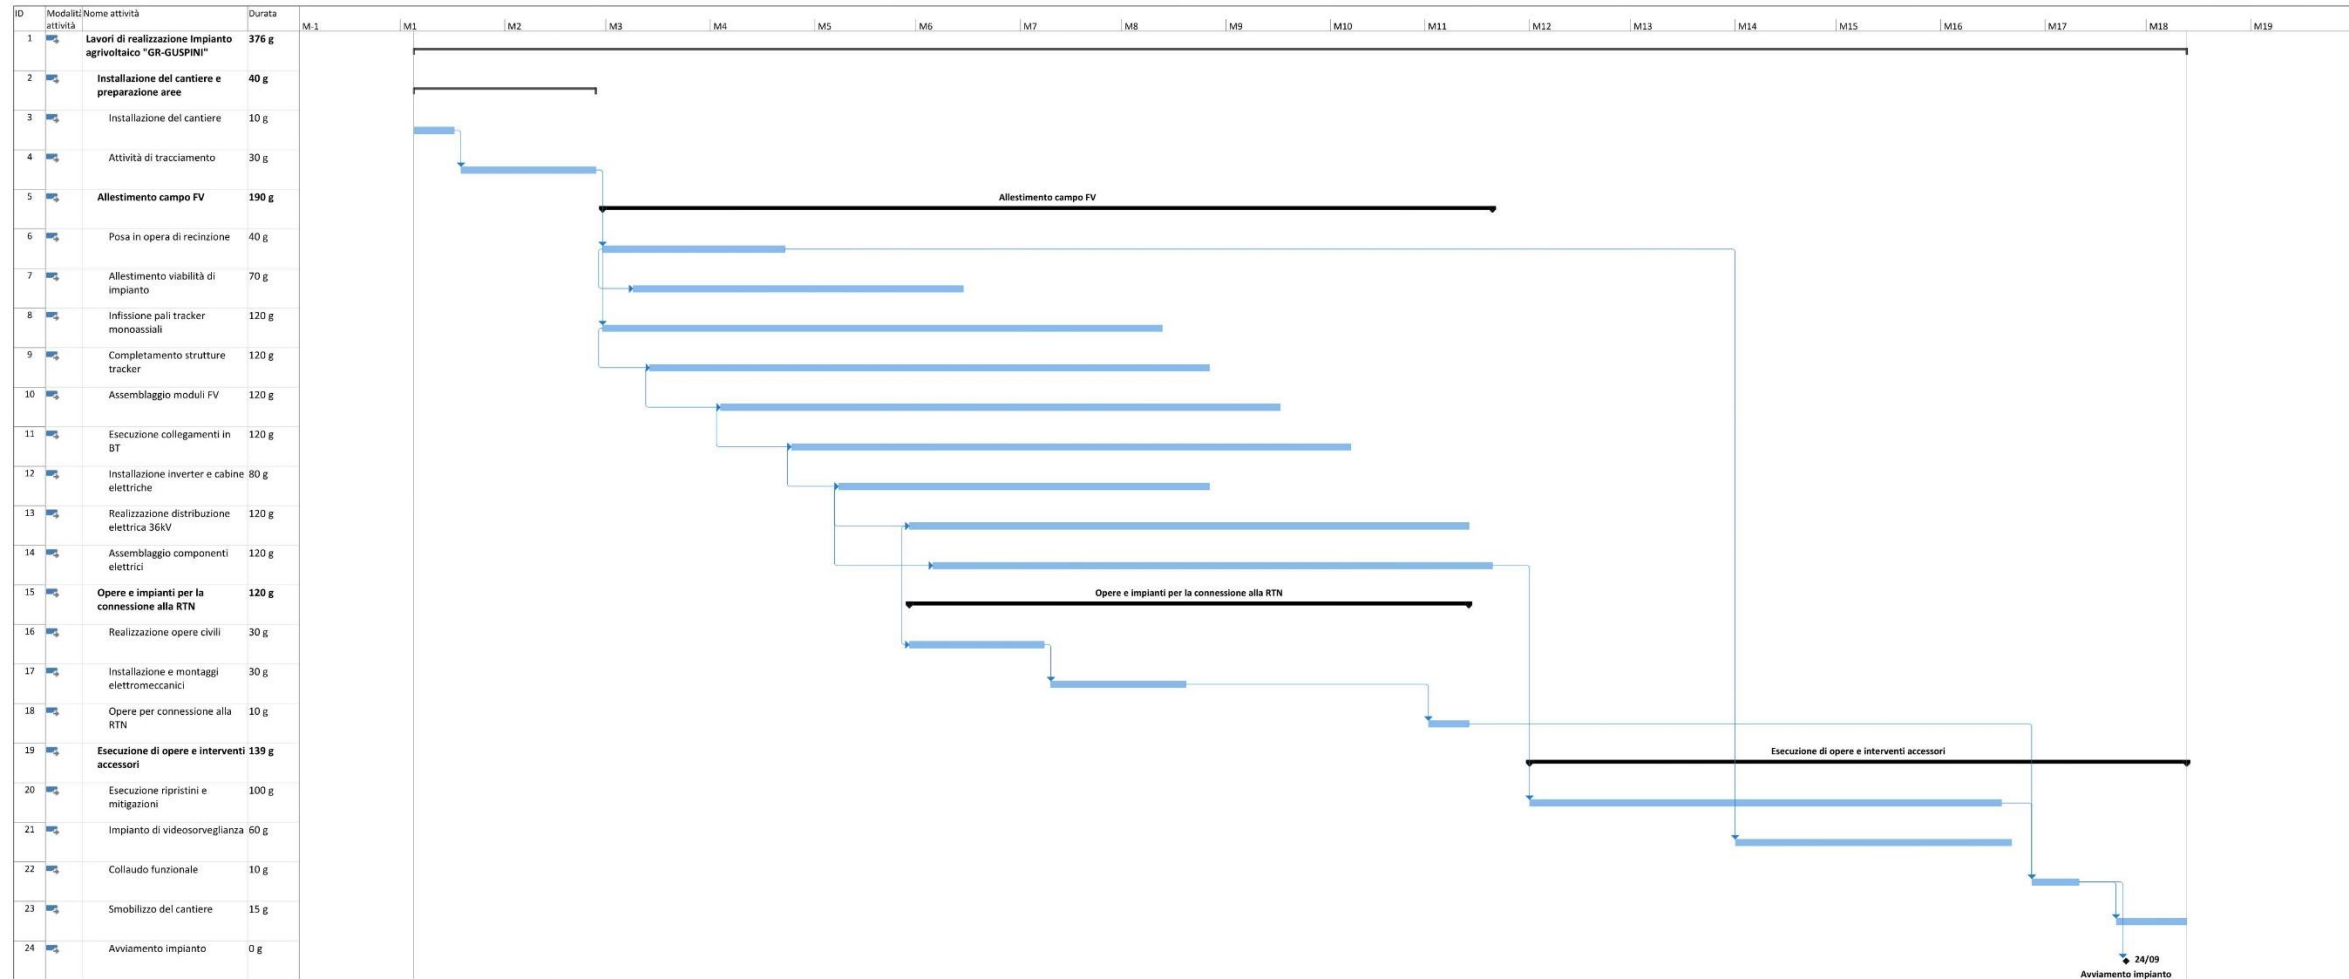 ID Modalità attività Nome attività Durata
M-1 M1 M2 M3 M4 M5 M6 M7 M8 M9 M10 M11 M12 M13 M14 M15 M16 M17 M18 M19
1 Lavori di realizzazione Impianto 376 g
agrivoltaico "GR-GUSPINI"
2 Installazione del cantiere e 40 g
preparazione aree
3 Installazione del cantiere 10 g
4 Attività di tracciamento 30 g
5 Allestimento campo FV 190 g
Allestimento campo FV
6 Posa in opera di recinzione 40 g
7 Allestimento viabilità di 70 g
impianto
8 Infissione pali tracker 120 g
monoassiali
9 Completamento strutture 120 g
tracker
10 Assemblaggio moduli FV 120 g
11 Esecuzione collegamenti in 120 g
BT
12 Installazione inverter e cabine 80 g
elettriche
13 Realizzazione distribuzione 120 g
elettrica 36kV
14 Assemblaggio componenti 120 g
elettrici
15 Opere e impianti per la 120 g
connessione alla RTN
Opere e impianti per la connessione alla RTN
16 Realizzazione opere civili 30 g
17 Installazione e montaggi 30 g
elettromeccanici
18 Opere per connessione alla 10 g
RTN
19 Esecuzione di opere e interventi 139 g
accessori
Esecuzione di opere e interventi accessori
20 Esecuzione ripristini e 100 g
mitigazioni
21 Impianto di videosorveglianza 60 g
22 Collaudo funzionale 10 g
23 Smobilizzo del cantiere 15 g
24 Avviamento impianto 0 g
24/09
Avviamento impianto